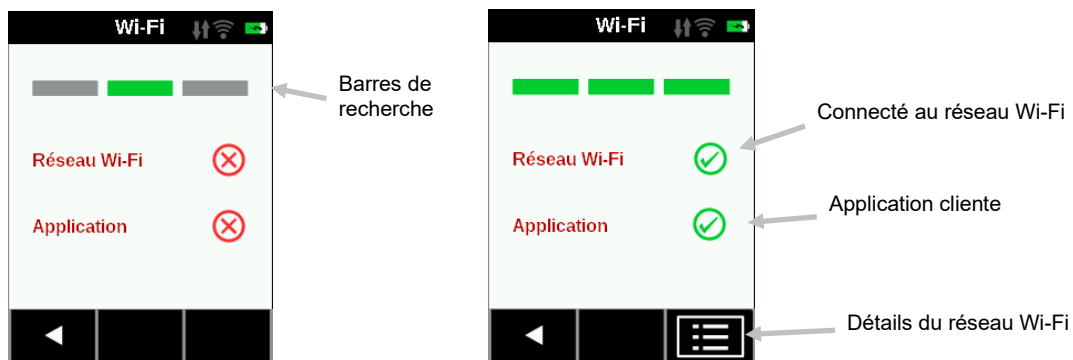 Wi-Fi
Barres de
recherche
Réseau Wi-Fi
Application
Wi-Fi
Connecté au réseau Wi-Fi
Réseau Wi-Fi
Application cliente
Application
Détails du réseau Wi-Fi